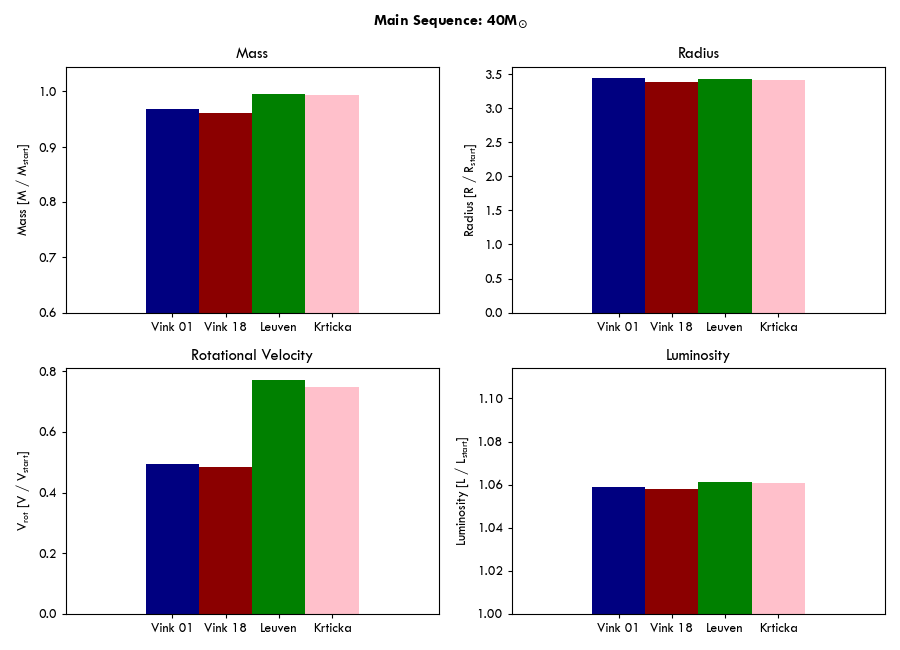 Main Sequence: 40M⊙
Mass
Mass [M / Mstart]
1.0
0.9
0.8
0.7
0.6
Vink 01 Vink 18 Leuven Krticka
Radius
Radius [R / Rstart]
3.5
3.0
2.5
2.0
1.5
1.0
0.5
0.0
Vink 01 Vink 18 Leuven Krticka
Rotational Velocity
Vrot [V / Vstart]
0.8
0.6
0.4
0.2
0.0
Vink 01 Vink 18 Leuven Krticka
Luminosity
Luminosity [L / Lstart]
1.10
1.08
1.06
1.04
1.02
1.00
Vink 01 Vink 18 Leuven Krticka